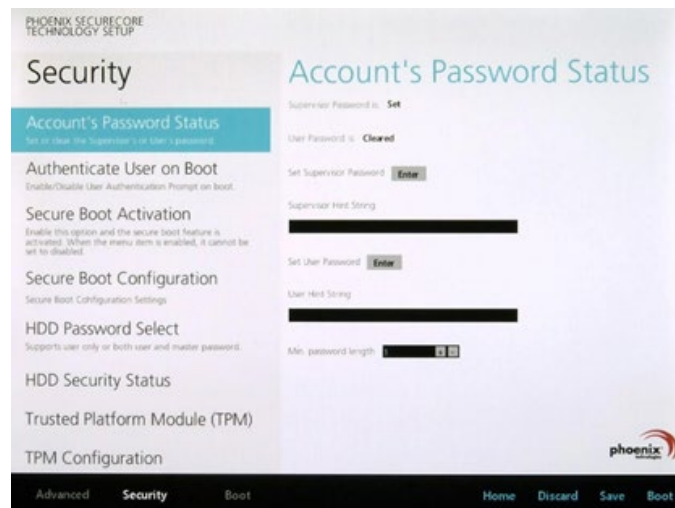 PHOENIX SECURECORE
TECHNOLOGY SETUP
Security
Account's Password Status
Set or clear the Supervisor's or User's password.
Authenticate User on Boot
Enable/Disable User Authentication Prompt on boot.
Secure Boot Activation
Enable this option and the secure boot feature is
activated. When the menu item is enabled, it cannot be
set to disabled.
Secure Boot Configuration
Secure Boot Configuration Settings
HDD Password Select
Supports user only or both user and master password.
HDD Security Status
Trusted Platform Module (TPM)
TPM Configuration
Account's Password Status
Supervisor Password is: Set
User Password is: Cleared
Set Supervisor Password Enter
Supervisor Hint String
Set User Password Enter
User Hint String
Min. password length 1 + -
phoenix
technologies
Advanced Security Boot Home Discard Save Boot